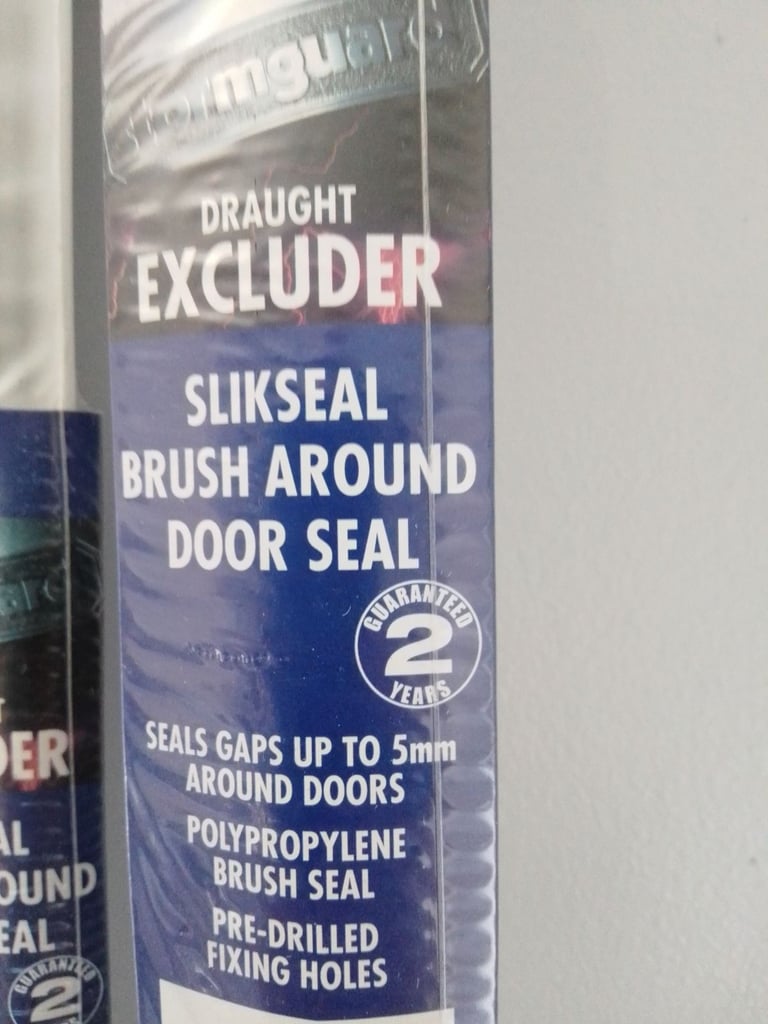 stormguard
DRAUGHT
EXCLUDER
SLIKSEAL
BRUSH AROUND
DOOR SEAL
GUARANTEED
2
YEARS
SEALS GAPS UP TO 5mm
AROUND DOORS
POLYPROPYLENE
BRUSH SEAL
PRE-DRILLED
FIXING HOLES
DER
AL
OUND
EAL
GUARANTEED
2